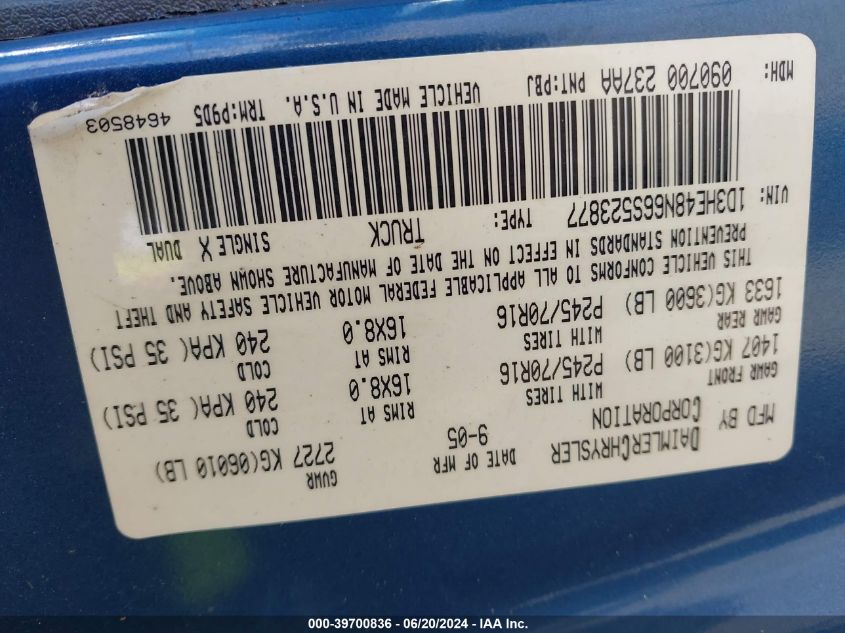 MFD BY DAIMLERCHRYSLER CORPORATION DATE OF MFR 9-05 GVWR 2727 KG(06010 LB)
GAWR FRONT 1407 KG(3100 LB) WITH TIRES P245/70R16 RIMS AT 16X8.0 COLD 240 KPA( 35 PSI)
GAWR REAR 1633 KG(3600 LB) WITH TIRES P245/70R16 RIMS AT 16X8.0 COLD 240 KPA( 35 PSI)
THIS VEHICLE CONFORMS TO ALL APPLICABLE FEDERAL MOTOR VEHICLE SAFETY AND THEFT
PREVENTION STANDARDS IN EFFECT ON THE DATE OF MANUFACTURE SHOWN ABOVE.
VIN: 1D3HE48N66S523877 TYPE: TRUCK SINGLE X DUAL
MDH: 090700 237AA PNT:PBJ VEHICLE MADE IN U.S.A. TRM:P9D5 4648503
000-39700836 - 06/20/2024 - IAA Inc.